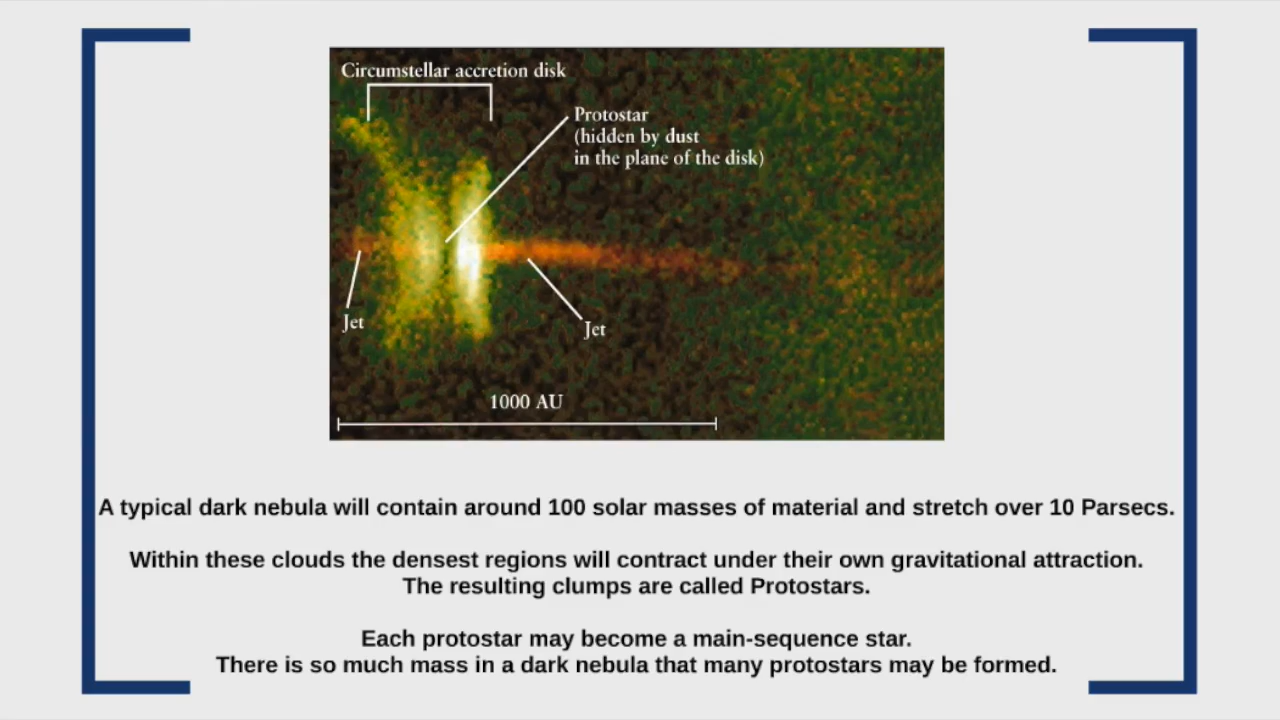 Circumstellar accretion disk
Protostar
(hidden by dust
in the plane of the disk)
Jet
Jet
1000 AU
A typical dark nebula will contain around 100 solar masses of material and stretch over 10 Parsecs.
Within these clouds the densest regions will contract under their own gravitational attraction.
The resulting clumps are called Protostars.
Each protostar may become a main-sequence star.
There is so much mass in a dark nebula that many protostars may be formed.